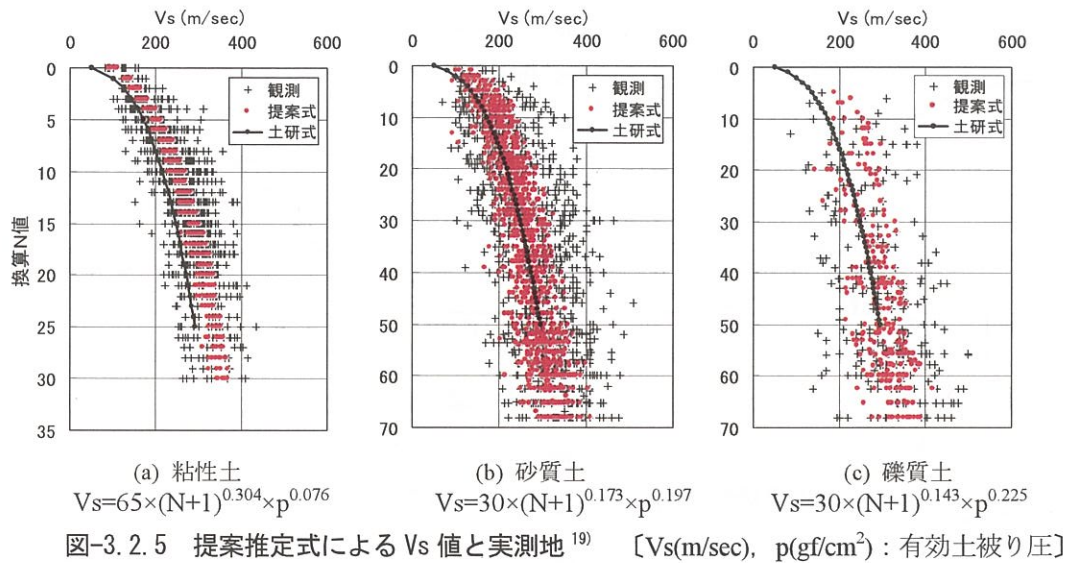 Vs (m/sec)
0 200 400 600
0
5
10
15
20
25
30
35
換算N値
観測
提案式
土研式
(a) 粘性土
Vs=65×(N+1)^0.304×p^0.076
Vs (m/sec)
0 200 400 600
0
10
20
30
40
50
60
70
観測
提案式
土研式
(b) 砂質土
Vs=30×(N+1)^0.173×p^0.197
Vs (m/sec)
0 200 400 600
0
10
20
30
40
50
60
70
観測
提案式
土研式
(c) 礫質土
Vs=30×(N+1)^0.143×p^0.225
図-3.2.5 提案推定式による Vs 値と実測地 19) 〔Vs(m/sec), p(gf/cm²):有効土被り圧〕